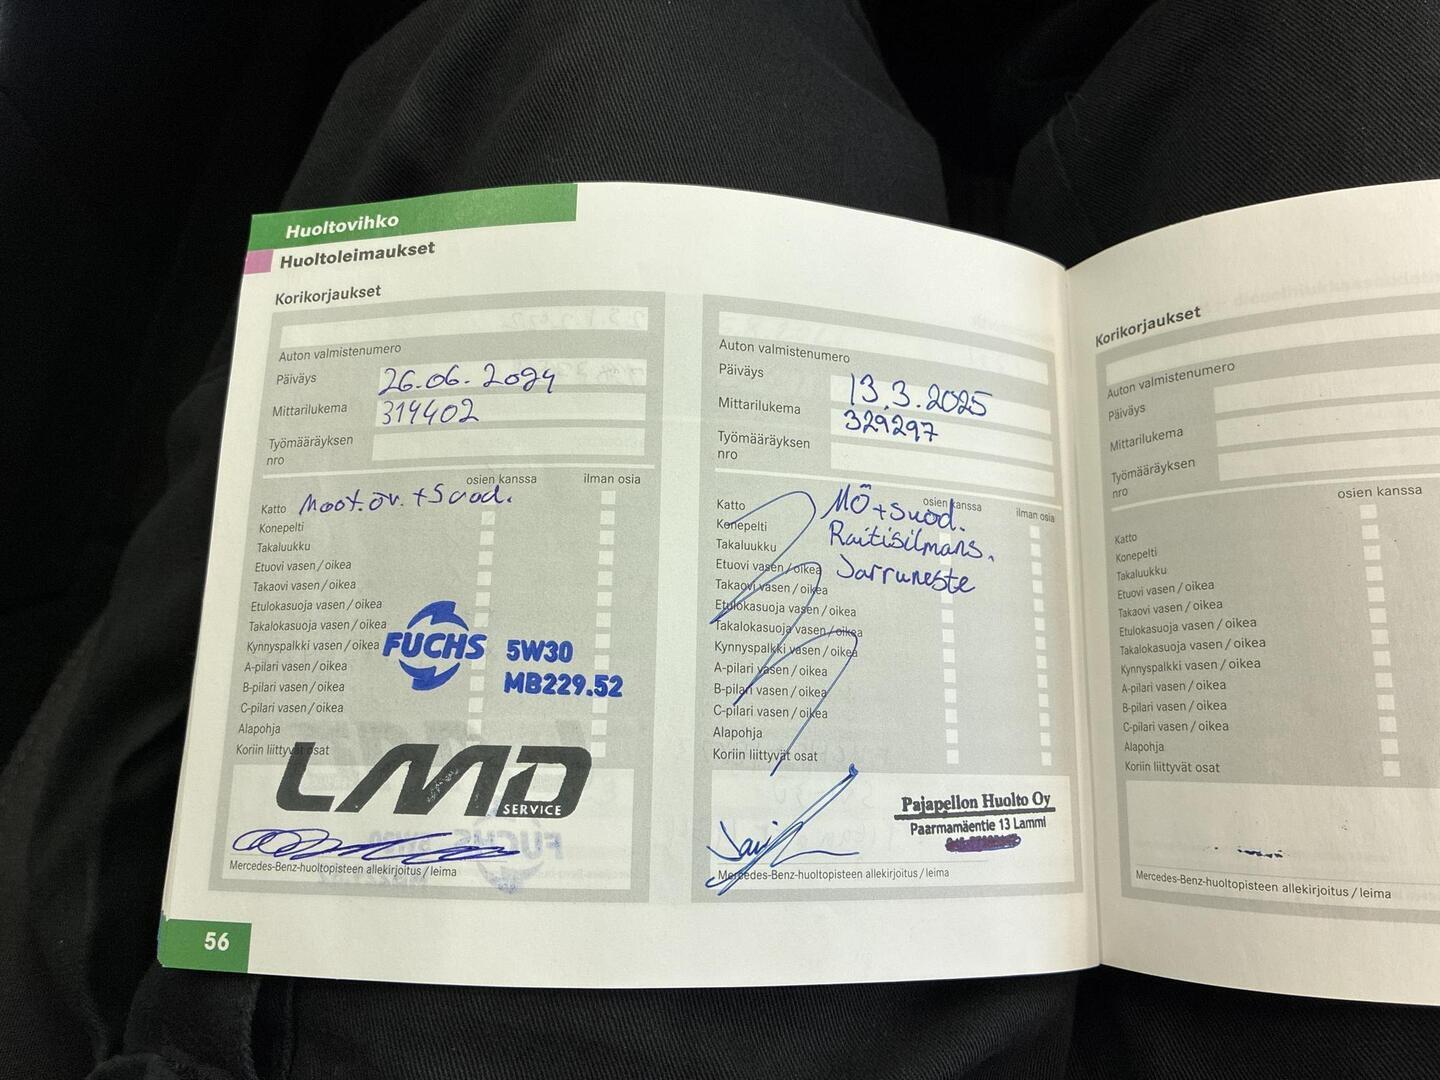 Huoltovihko
Huoltoleimaukset
Korikorjaukset
Auton valmistenumero
Päiväys 26.06.2024
Mittarilukema 319402
Työmääräyksen
nro
osien kanssa ilman osia
Katto Moot.öv.+Suod.
Konepelti
Takaluukku
Etuovi vasen / oikea
Takaovi vasen / oikea
Etulokasuoja vasen / oikea
Takalokasuoja vasen / oikea
Kynnyspalkki vasen / oikea
A-pilari vasen / oikea
B-pilari vasen / oikea
C-pilari vasen / oikea
Alapohja
Koriin liittyvät osat
FUCHS 5W30
MB229.52
LMD
SERVICE
Mercedes-Benz-huoltopisteen allekirjoitus / leima
56
Auton valmistenumero
Päiväys 13.3.2025
Mittarilukema 329297
Työmääräyksen
nro
osien kanssa ilman osia
Katto MÖ+suod.
Konepelti Raitisilmans.
Takaluukku Jarruneste
Etuovi vasen / oikea
Takaovi vasen / oikea
Etulokasuoja vasen / oikea
Takalokasuoja vasen / oikea
Kynnyspalkki vasen / oikea
A-pilari vasen / oikea
B-pilari vasen / oikea
C-pilari vasen / oikea
Alapohja
Koriin liittyvät osat
Pajapellon Huolto Oy
Paarmamäentie 13 Lammi
Mercedes-Benz-huoltopisteen allekirjoitus / leima
Korikorjaukset
Auton valmistenumero
Päiväys
Mittarilukema
Työmääräyksen
nro
osien kanssa
Katto
Konepelti
Takaluukku
Etuovi vasen / oikea
Takaovi vasen / oikea
Etulokasuoja vasen / oikea
Takalokasuoja vasen / oikea
Kynnyspalkki vasen / oikea
A-pilari vasen / oikea
B-pilari vasen / oikea
C-pilari vasen / oikea
Alapohja
Koriin liittyvät osat
Mercedes-Benz-huoltopisteen allekirjoitus / leima